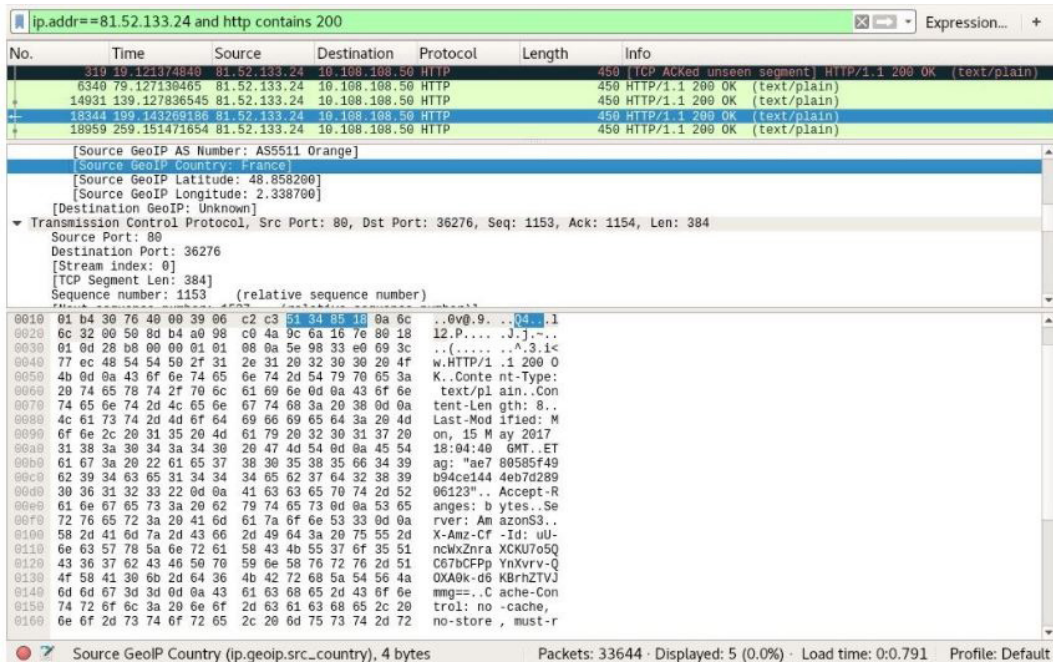 ip.addr==81.52.133.24 and http contains 200 Expression... +
No. Time Source Destination Protocol Length Info
319 19.121374840 81.52.133.24 10.108.108.50 HTTP 450 [TCP ACKed unseen segment] HTTP/1.1 200 OK (text/plain)
6340 79.127130465 81.52.133.24 10.108.108.50 HTTP 450 HTTP/1.1 200 OK (text/plain)
14931 139.127836545 81.52.133.24 10.108.108.50 HTTP 450 HTTP/1.1 200 OK (text/plain)
18344 199.143269186 81.52.133.24 10.108.108.50 HTTP 450 HTTP/1.1 200 OK (text/plain)
18959 259.151471654 81.52.133.24 10.108.108.50 HTTP 450 HTTP/1.1 200 OK (text/plain)
[Source GeoIP AS Number: AS5511 Orange]
[Source GeoIP Country: France]
[Source GeoIP Latitude: 48.858200]
[Source GeoIP Longitude: 2.338700]
[Destination GeoIP: Unknown]
Transmission Control Protocol, Src Port: 80, Dst Port: 36276, Seq: 1153, Ack: 1154, Len: 384
Source Port: 80
Destination Port: 36276
[Stream index: 0]
[TCP Segment Len: 384]
Sequence number: 1153 (relative sequence number)
0010 01 b4 30 76 40 00 39 06 c2 c3 51 34 85 18 0a 6c ..0v@.9. ..Q4...l
0020 6c 32 00 50 8d b4 a0 98 c0 4a 9c 6a 16 7e 80 18 l2.P.... .J.j.~..
0030 01 0d 28 b8 00 00 01 01 08 0a 5e 98 33 e0 69 3c ..(..... ..^.3.i<
0040 77 ec 48 54 54 50 2f 31 2e 31 20 32 30 30 20 4f w.HTTP/1 .1 200 O
0050 4b 0d 0a 43 6f 6e 74 65 6e 74 2d 54 79 70 65 3a K..Conte nt-Type:
0060 20 74 65 78 74 2f 70 6c 61 69 6e 0d 0a 43 6f 6e text/pl ain..Con
0070 74 65 6e 74 2d 4c 65 6e 67 74 68 3a 20 38 0d 0a tent-Len gth: 8..
0080 4c 61 73 74 2d 4d 6f 64 69 66 69 65 64 3a 20 4d Last-Mod ified: M
0090 6f 6e 2c 20 31 35 20 4d 61 79 20 32 30 31 37 20 on, 15 M ay 2017
00a0 31 38 3a 30 34 3a 34 30 20 47 4d 54 0d 0a 45 54 18:04:40 GMT..ET
00b0 61 67 3a 20 22 61 65 37 38 30 35 38 35 66 34 39 ag: "ae7 80585f49
00c0 62 39 34 63 65 31 34 34 34 65 62 37 64 32 38 39 b94ce144 4eb7d289
00d0 30 36 31 32 33 22 0d 0a 41 63 63 65 70 74 2d 52 06123".. Accept-R
00e0 61 6e 67 65 73 3a 20 62 79 74 65 73 0d 0a 53 65 anges: b ytes..Se
00f0 72 76 65 72 3a 20 41 6d 61 7a 6f 6e 53 33 0d 0a rver: Am azonS3..
0100 58 2d 41 6d 7a 2d 43 66 2d 49 64 3a 20 75 55 2d X-Amz-Cf -Id: uU-
0110 6e 63 57 78 5a 6e 72 61 58 43 4b 55 37 6f 35 51 ncWxZnra XCKU7o5Q
0120 43 36 37 62 43 46 50 70 59 6e 58 76 72 76 2d 51 C67bCFPp YnXvrv-Q
0130 4f 58 41 30 6b 2d 64 36 4b 42 72 68 5a 54 56 4a OXA0k-d6 KBrhZTVJ
0140 6d 6d 67 3d 3d 0d 0a 43 61 63 68 65 2d 43 6f 6e mmg==..C ache-Con
0150 74 72 6f 6c 3a 20 6e 6f 2d 63 61 63 68 65 2c 20 trol: no -cache,
0160 6e 6f 2d 73 74 6f 72 65 2c 20 6d 75 73 74 2d 72 no-store , must-r
Source GeoIP Country (ip.geoip.src_country), 4 bytes Packets: 33644 · Displayed: 5 (0.0%) · Load time: 0:0.791 Profile: Default